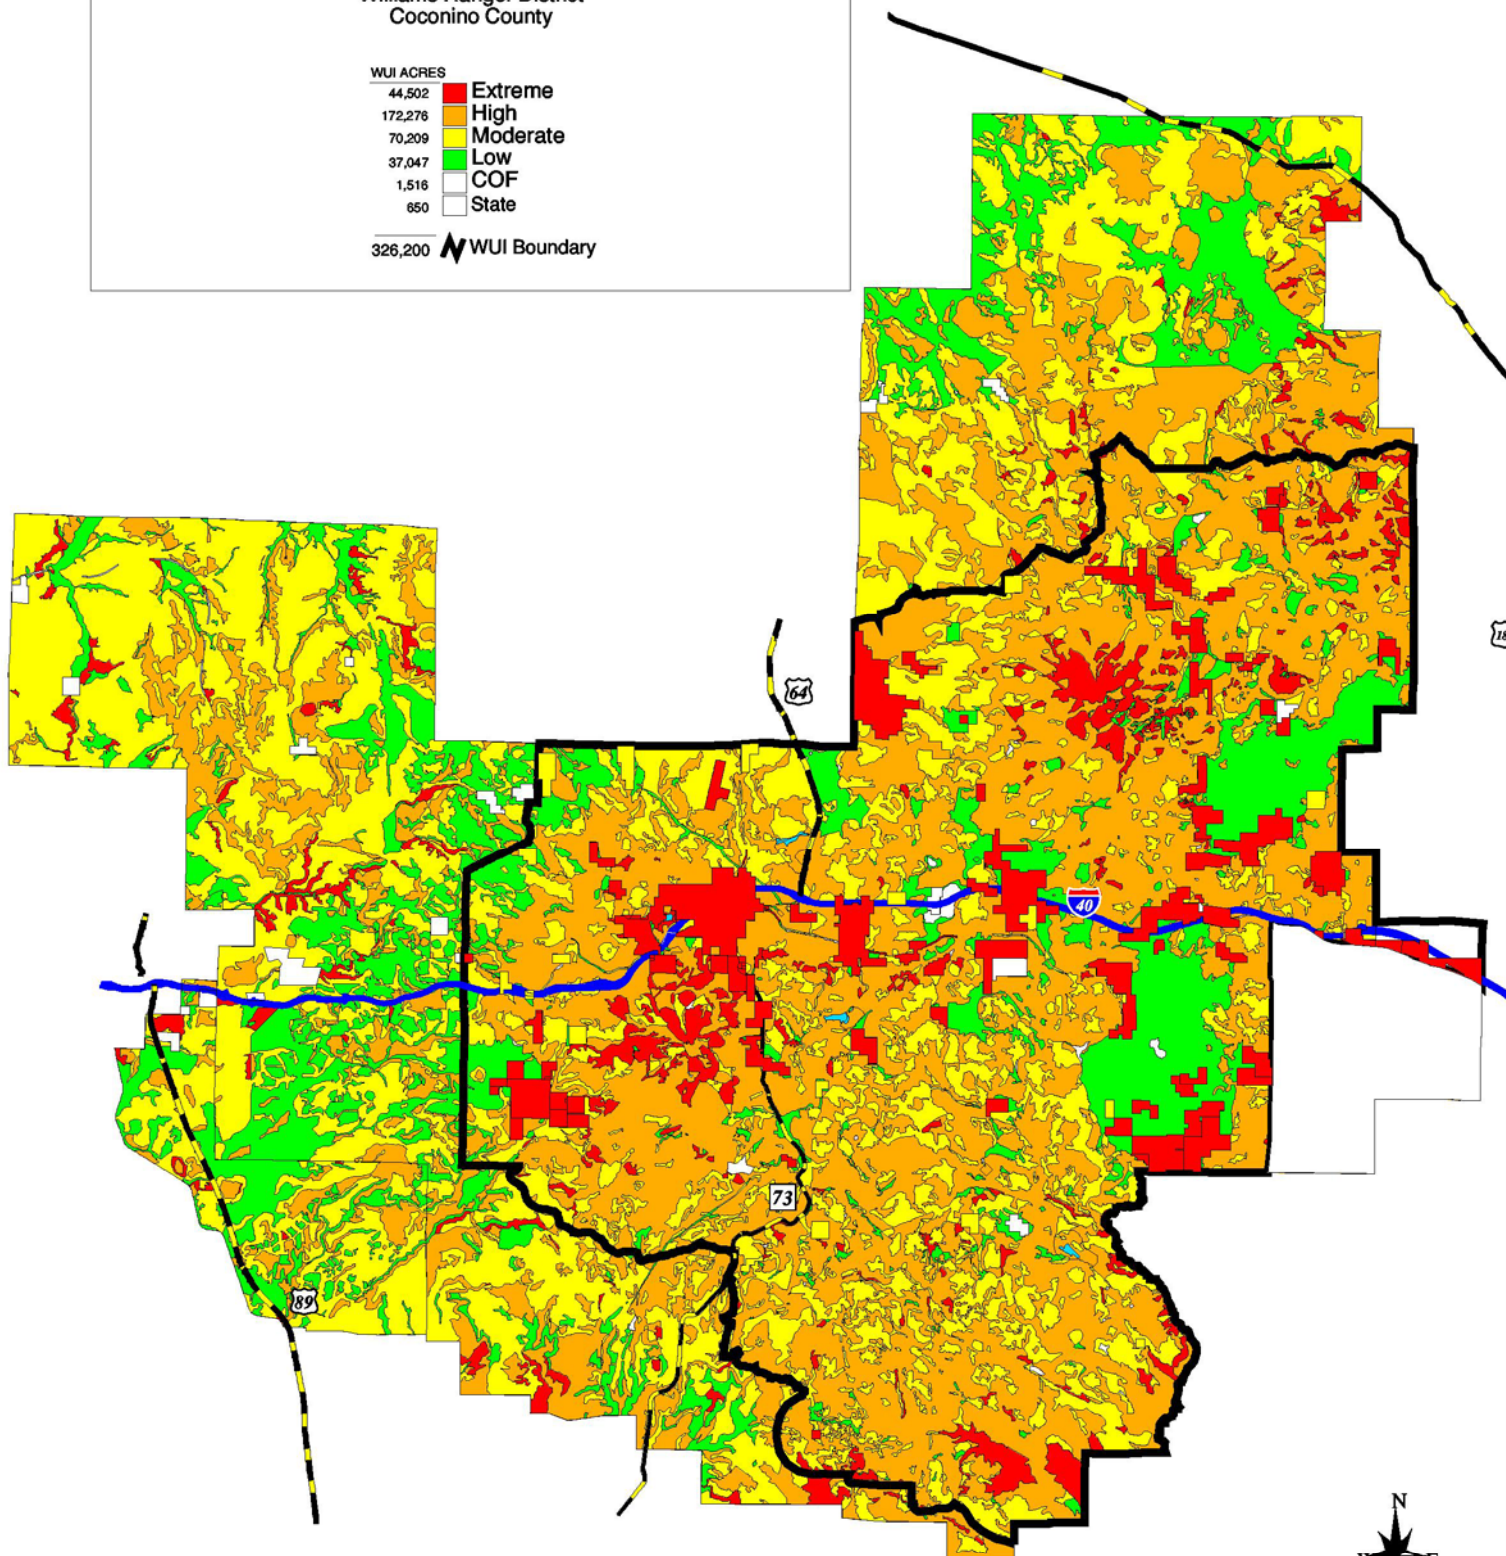 Coconino County
WUI ACRES
44,502 Extreme
172,276 High
70,209 Moderate
37,047 Low
1,516 COF
650 State
326,200 WUI Boundary
64
40
73
89
N